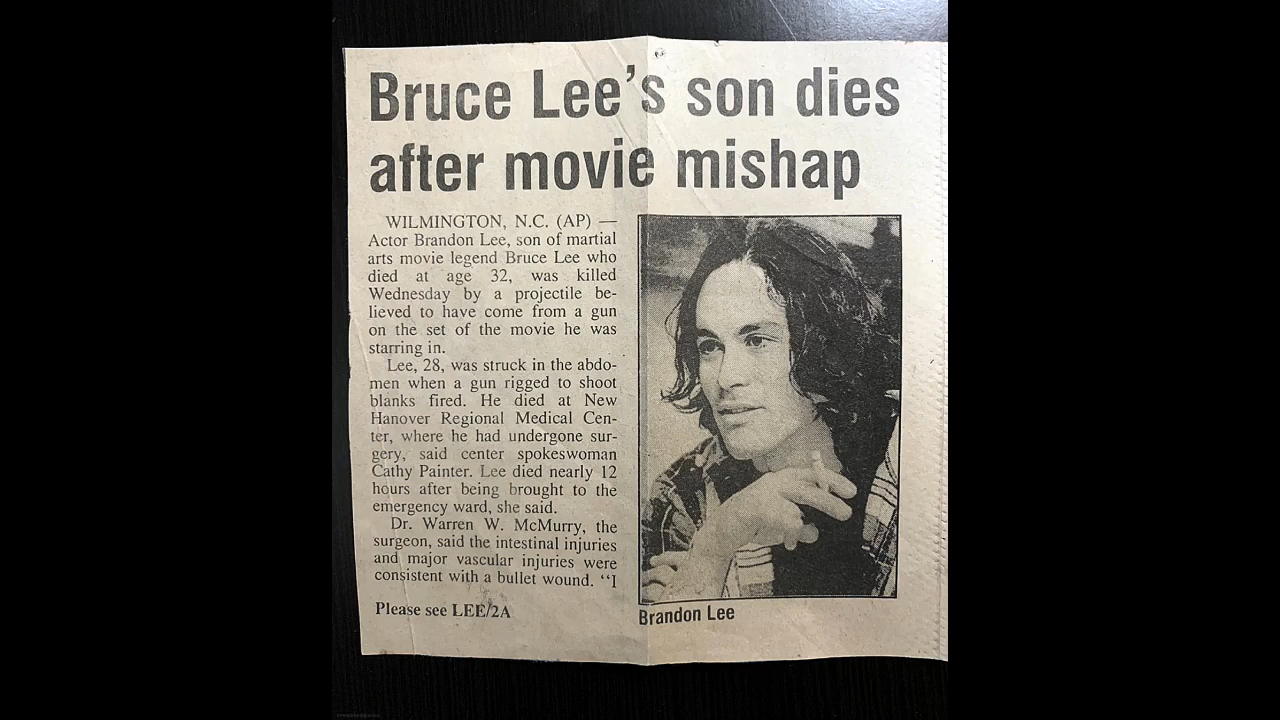 Bruce Lee's son dies
after movie mishap
WILMINGTON, N.C. (AP) —
Actor Brandon Lee, son of martial
arts movie legend Bruce Lee who
died at age 32, was killed
Wednesday by a projectile be-
lieved to have come from a gun
on the set of the movie he was
starring in.
Lee, 28, was struck in the abdo-
men when a gun rigged to shoot
blanks fired. He died at New
Hanover Regional Medical Cen-
ter, where he had undergone sur-
gery, said center spokeswoman
Cathy Painter. Lee died nearly 12
hours after being brought to the
emergency ward, she said.
Dr. Warren W. McMurry, the
surgeon, said the intestinal injuries
and major vascular injuries were
consistent with a bullet wound. “I
Please see LEE/2A
Brandon Lee